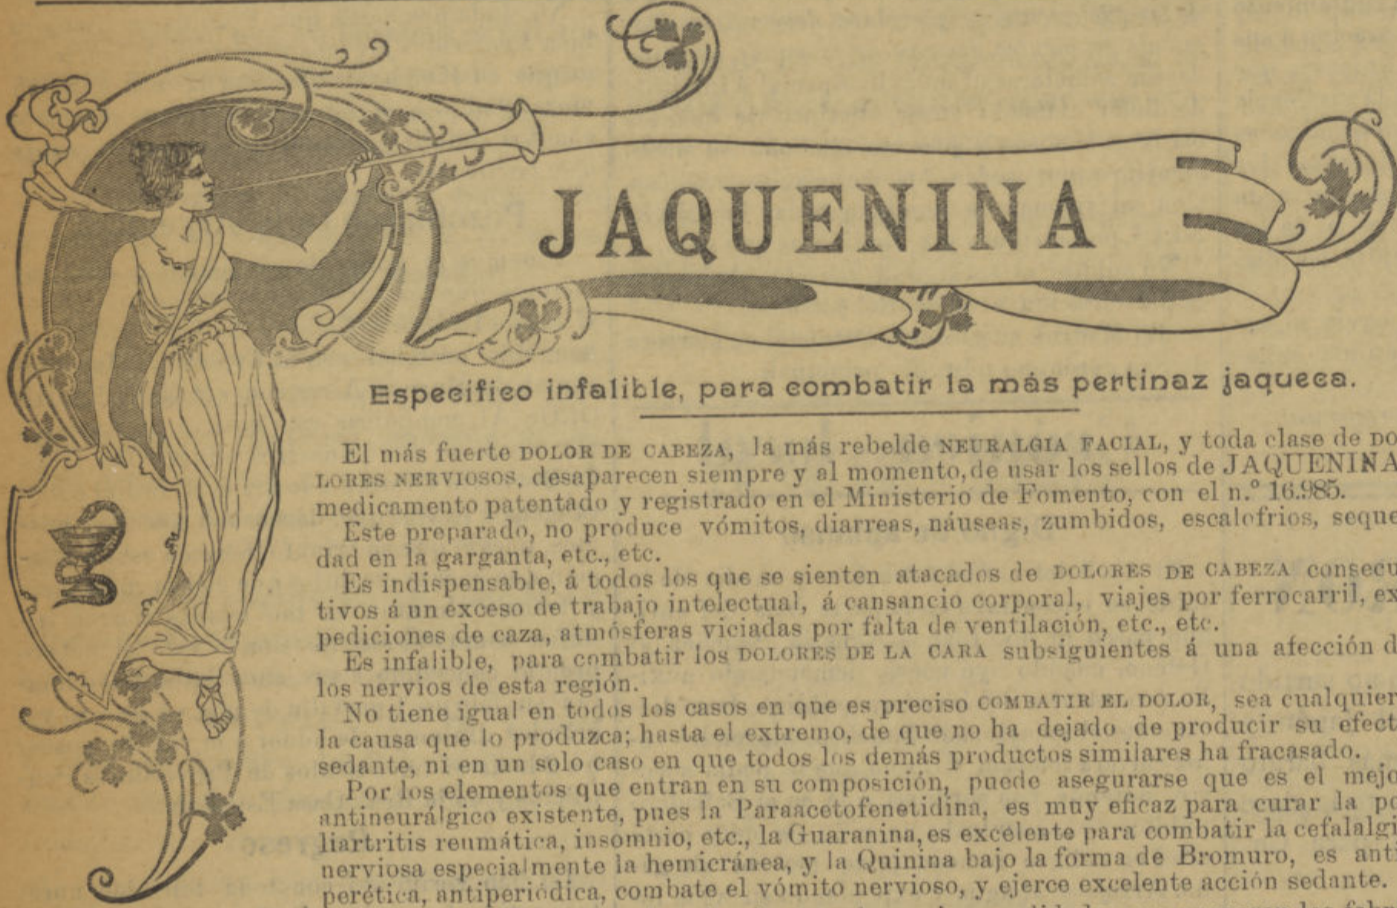 JAQUENINA
Especifico infalible, para combatir la más pertinaz jaqueca.
El más fuerte DOLOR DE CABEZA, la más rebelde NEURALGIA FACIAL, y toda clase de DO
LORES NERVIOSOS, desaparecen siempre y al momento, de usar los sellos de JAQUENINA
medicamento patentado y registrado en el Ministerio de Fomento, con el n.º 16.985.
Este preparado, no produce vómitos, diarreas, náuseas, zumbidos, escalofrios, seque
dad en la garganta, etc., etc.
Es indispensable, á todos los que se sienten atacados de DOLORES DE CABEZA consecu
tivos á un exceso de trabajo intelectual, á cansancio corporal, viajes por ferrocarril, ex
pediciones de caza, atmósferas viciadas por falta de ventilación, etc., etc.
Es infalible, para combatir los DOLORES DE LA CARA subsiguientes á una afección d
los nervios de esta región.
No tiene igual en todos los casos en que es preciso COMBATIR EL DOLOR, sea cualquier
la causa que lo produzca; hasta el extremo, de que no ha dejado de producir su efect
sedante, ni en un solo caso en que todos los demás productos similares ha fracasado.
Por los elementos que entran en su composición, puede asegurarse que es el mejo
antineurálgico existente, pues la Paraacetofenetidina, es muy eficaz para curar la po
liartritis reumática, insomnio, etc., la Guaranina, es excelente para combatir la cefalalgi
nerviosa especialmente la hemicránea, y la Quinina bajo la forma de Bromuro, es anti
perética, antiperiódica, combate el vómito nervioso, y ejerce excelente acción sedante.